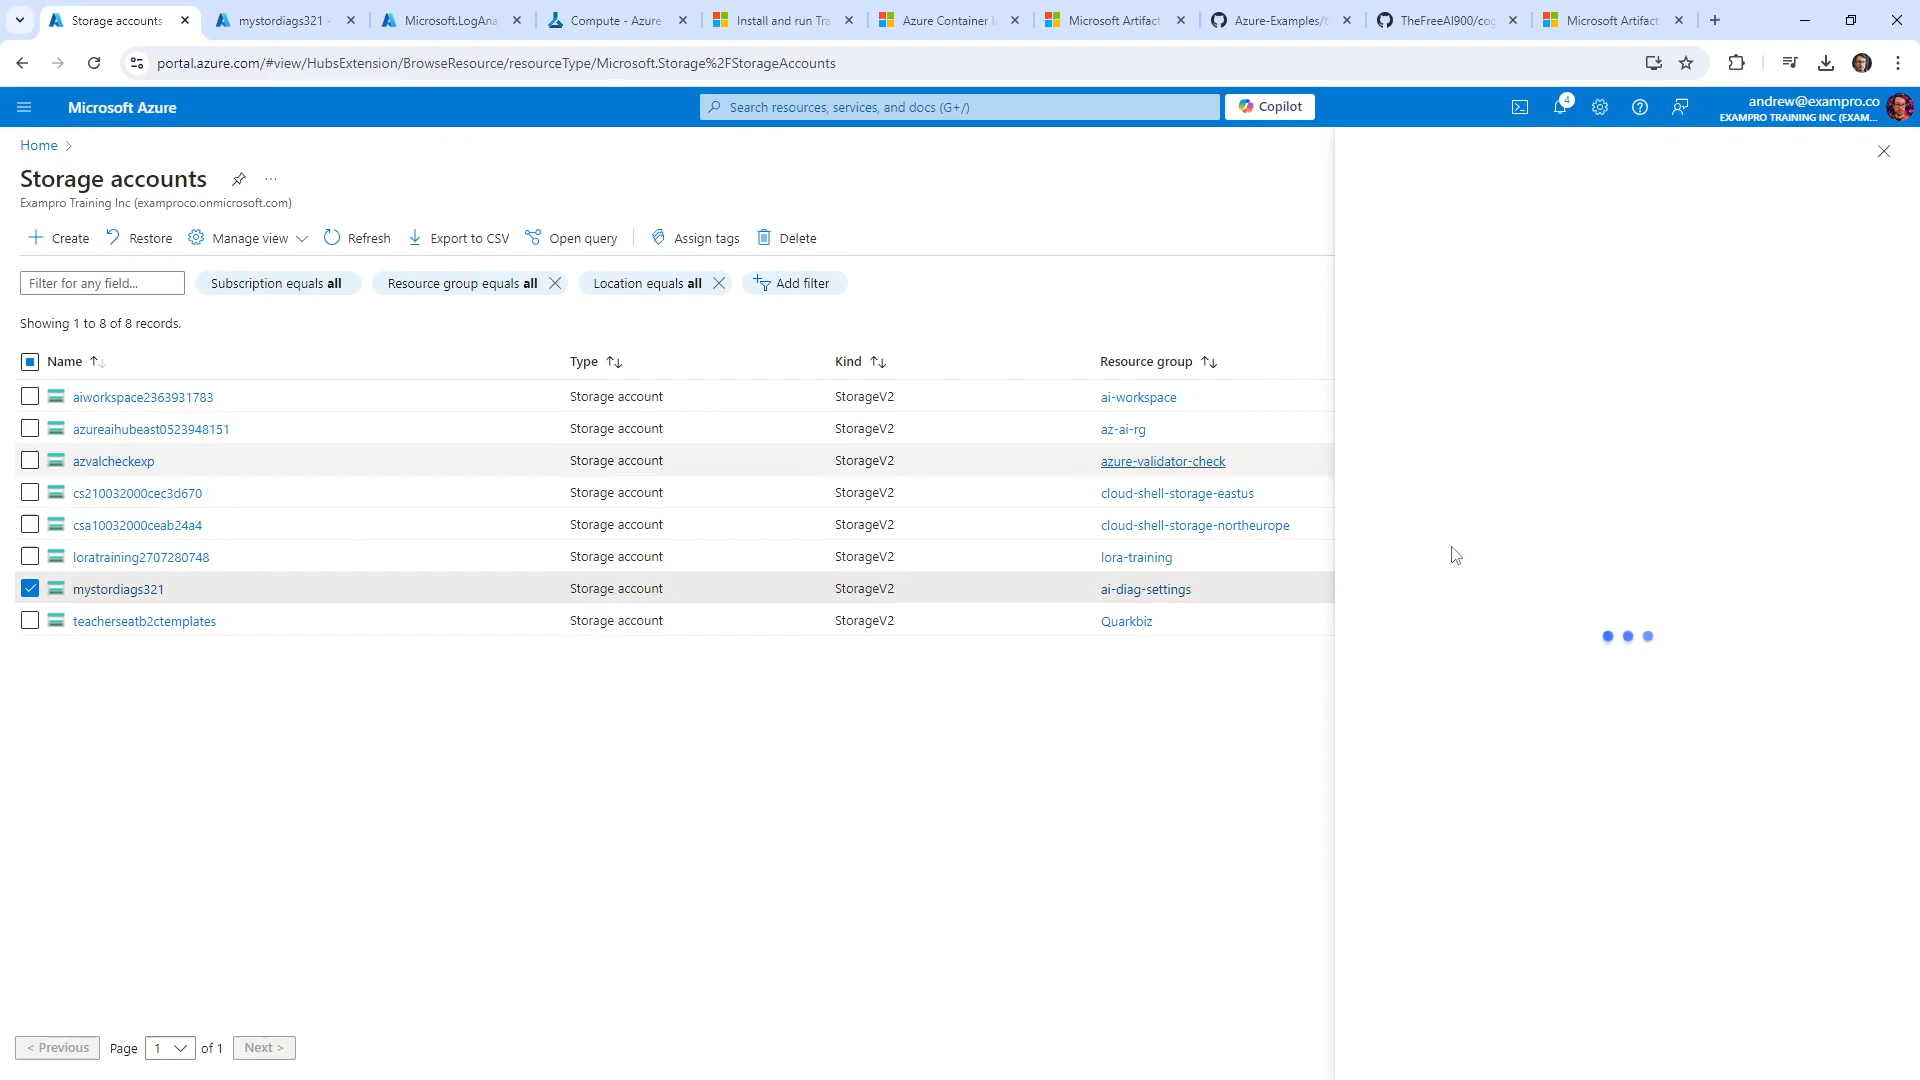 Storage accounts
mystordiags321 -
Microsoft.LogAna
Compute - Azure
Install and run Tra
Azure Container I
Microsoft Artifact
Azure-Examples/t
TheFreeAI900/cog
Microsoft Artifact
portal.azure.com/#view/HubsExtension/BrowseResource/resourceType/Microsoft.Storage%2FStorageAccounts
Microsoft Azure
Search resources, services, and docs (G+/)
Copilot
4
andrew@exampro.co
EXAMPRO TRAINING INC (EXAM...
Home
Storage accounts
Exampro Training Inc (examproco.onmicrosoft.com)
Create Restore Manage view Refresh Export to CSV Open query Assign tags Delete
Filter for any field... Subscription equals all Resource group equals all Location equals all Add filter
Showing 1 to 8 of 8 records.
Name Type Kind Resource group
aiworkspace2363931783 Storage account StorageV2 ai-workspace
azureaihubeast0523948151 Storage account StorageV2 az-ai-rg
azvalcheckexp Storage account StorageV2 azure-validator-check
cs210032000cec3d670 Storage account StorageV2 cloud-shell-storage-eastus
csa10032000ceab24a4 Storage account StorageV2 cloud-shell-storage-northeurope
loratraining2707280748 Storage account StorageV2 lora-training
mystordiags321 Storage account StorageV2 ai-diag-settings
teacherseatb2ctemplates Storage account StorageV2 Quarkbiz
< Previous Page 1 of 1 Next >